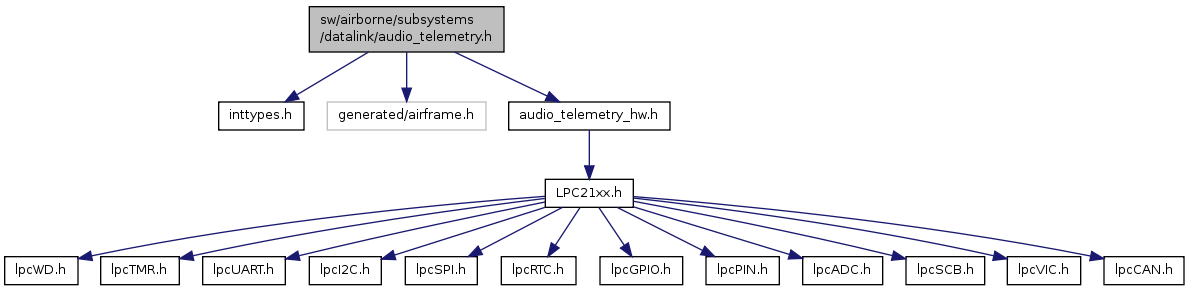 sw/airborne/subsystems
/datalink/audio_telemetry.h
inttypes.h
generated/airframe.h
audio_telemetry_hw.h
LPC21xx.h
lpcWD.h
lpcTMR.h
lpcUART.h
lpcI2C.h
lpcSPI.h
lpcRTC.h
lpcGPIO.h
lpcPIN.h
lpcADC.h
lpcSCB.h
lpcVIC.h
lpcCAN.h